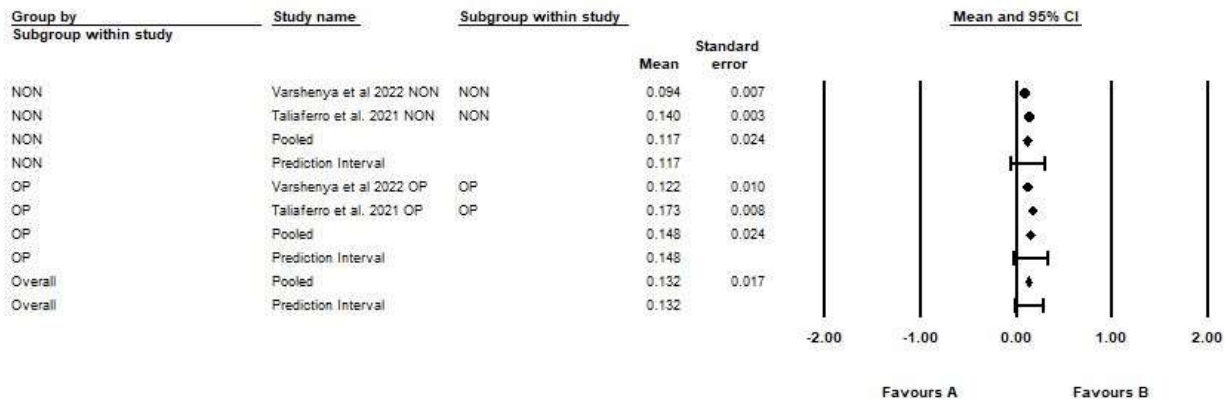 Group by Study name Subgroup within study Mean and 95% CI
Subgroup within study
Standard
Mean error
NON Varshenya et al 2022 NON NON 0.094 0.007
NON Taliaferro et al. 2021 NON NON 0.140 0.003
NON Pooled 0.117 0.024
NON Prediction Interval 0.117
OP Varshenya et al 2022 OP OP 0.122 0.010
OP Taliaferro et al. 2021 OP OP 0.173 0.008
OP Pooled 0.148 0.024
OP Prediction Interval 0.148
Overall Pooled 0.132 0.017
Overall Prediction Interval 0.132
-2.00 -1.00 0.00 1.00 2.00
Favours A Favours B